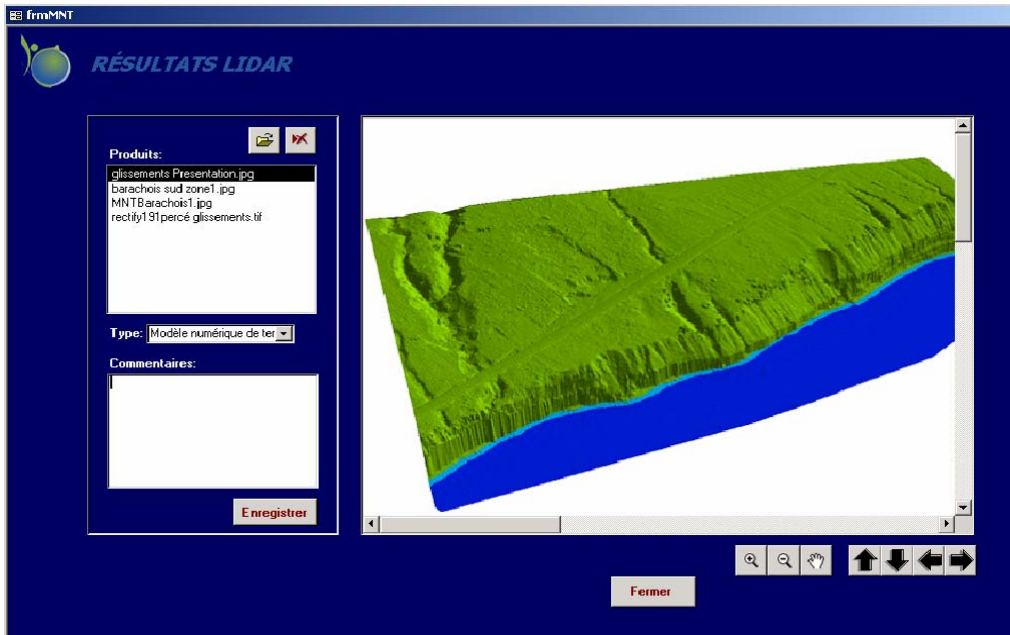 frmMNT
RÉSULTATS LIDAR
Produits:
glissements Presentation.jpg
barachois sud zone1.jpg
MNTBarachois1.jpg
rectify191percé glissements.tif
Type: Modèle numérique de ter
Commentaires:
Enregistrer
Fermer